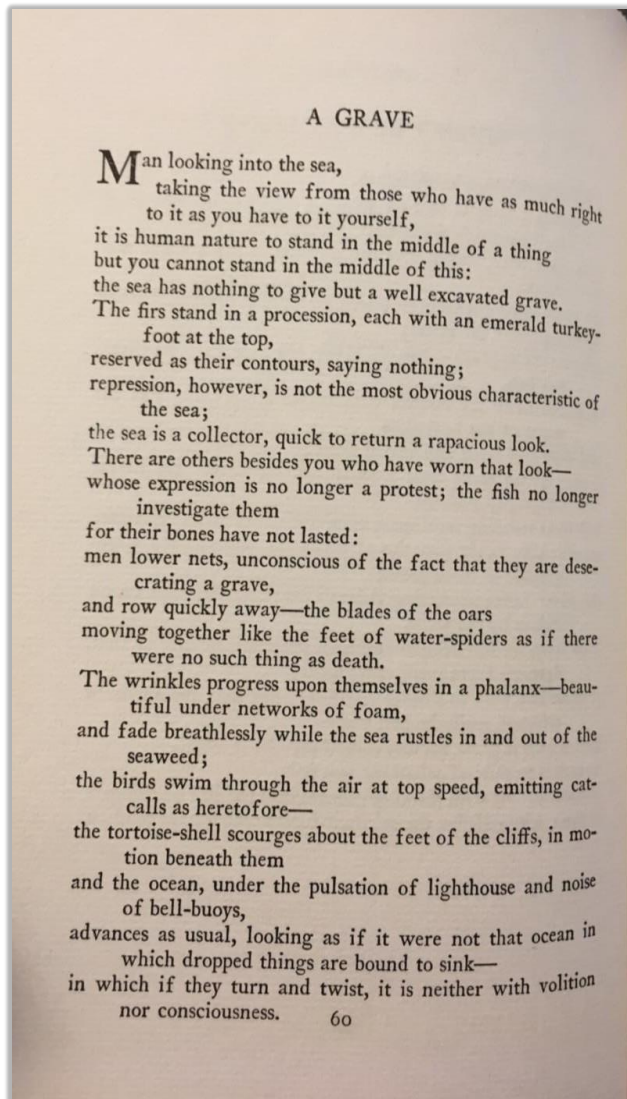 A GRAVE
Man looking into the sea,
taking the view from those who have as much right
to it as you have to it yourself,
it is human nature to stand in the middle of a thing
but you cannot stand in the middle of this:
the sea has nothing to give but a well excavated grave.
The firs stand in a procession, each with an emerald turkey-
foot at the top,
reserved as their contours, saying nothing;
repression, however, is not the most obvious characteristic of
the sea;
the sea is a collector, quick to return a rapacious look.
There are others besides you who have worn that look—
whose expression is no longer a protest; the fish no longer
investigate them
for their bones have not lasted:
men lower nets, unconscious of the fact that they are dese-
crating a grave,
and row quickly away—the blades of the oars
moving together like the feet of water-spiders as if there
were no such thing as death.
The wrinkles progress upon themselves in a phalanx—beau-
tiful under networks of foam,
and fade breathlessly while the sea rustles in and out of the
seaweed;
the birds swim through the air at top speed, emitting cat-
calls as heretofore—
the tortoise-shell scourges about the feet of the cliffs, in mo-
tion beneath them
and the ocean, under the pulsation of lighthouse and noise
of bell-buoys,
advances as usual, looking as if it were not that ocean in
which dropped things are bound to sink—
in which if they turn and twist, it is neither with volition
nor consciousness.
60